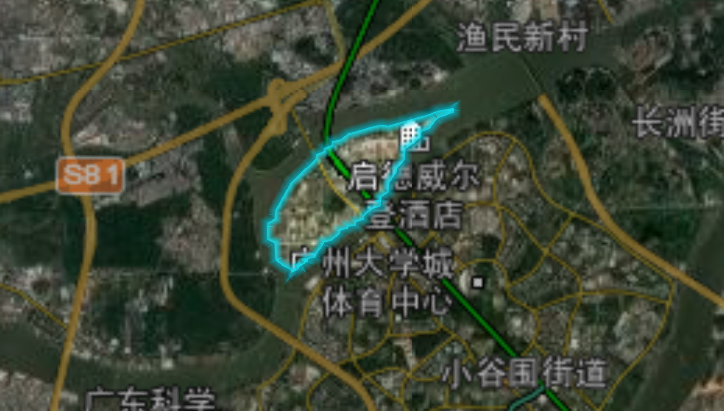 渔民新村
长洲街
S81
启德威尔
登酒店
广州大学城
体育中心
小谷围街道
广东科学